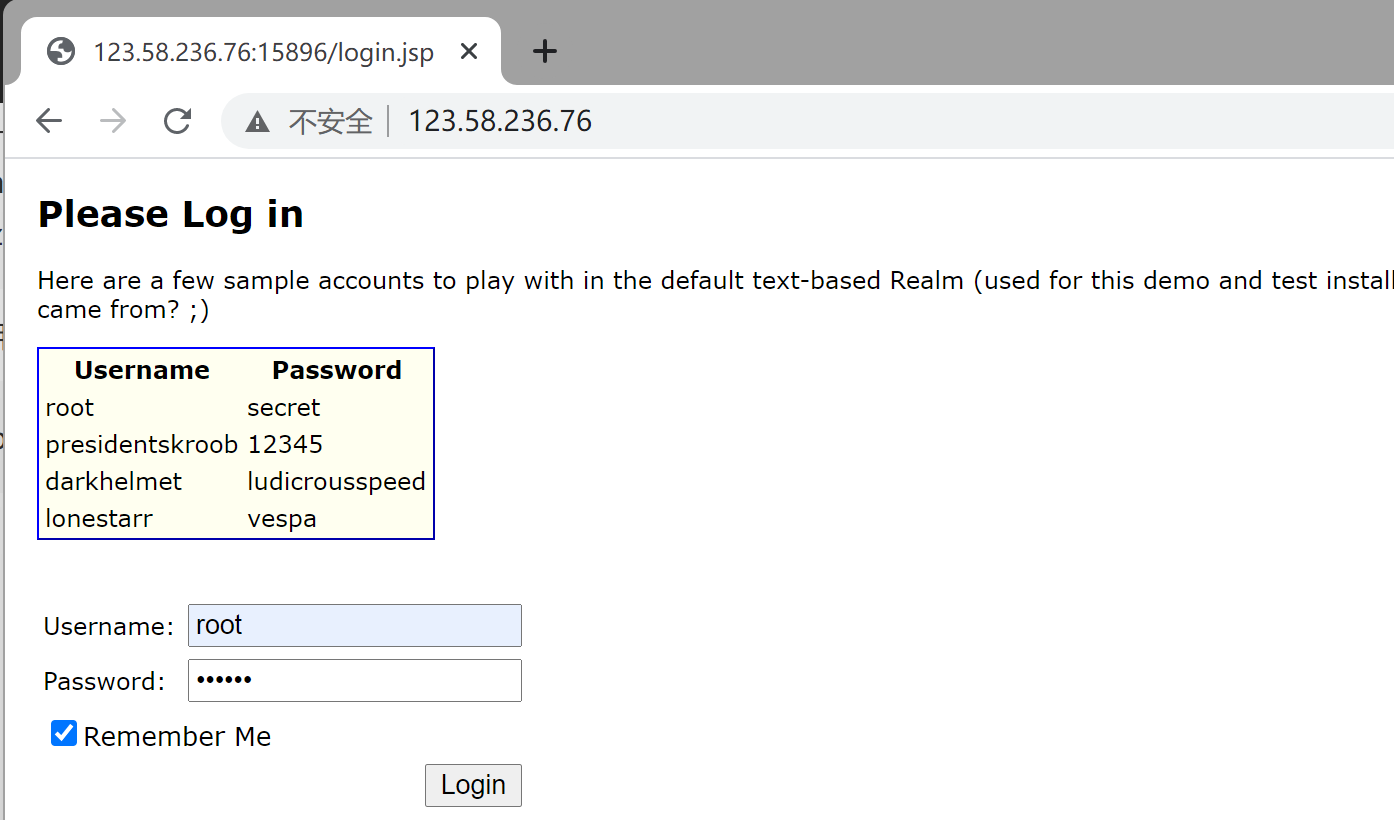 123.58.236.76:15896/login.jsp
不安全 123.58.236.76
Please Log in
Here are a few sample accounts to play with in the default text-based Realm (used for this demo and test install
came from? ;)
Username Password
root secret
presidentskroob 12345
darkhelmet ludicrousspeed
lonestarr vespa
Username: root
Password: ••••••
Remember Me
Login